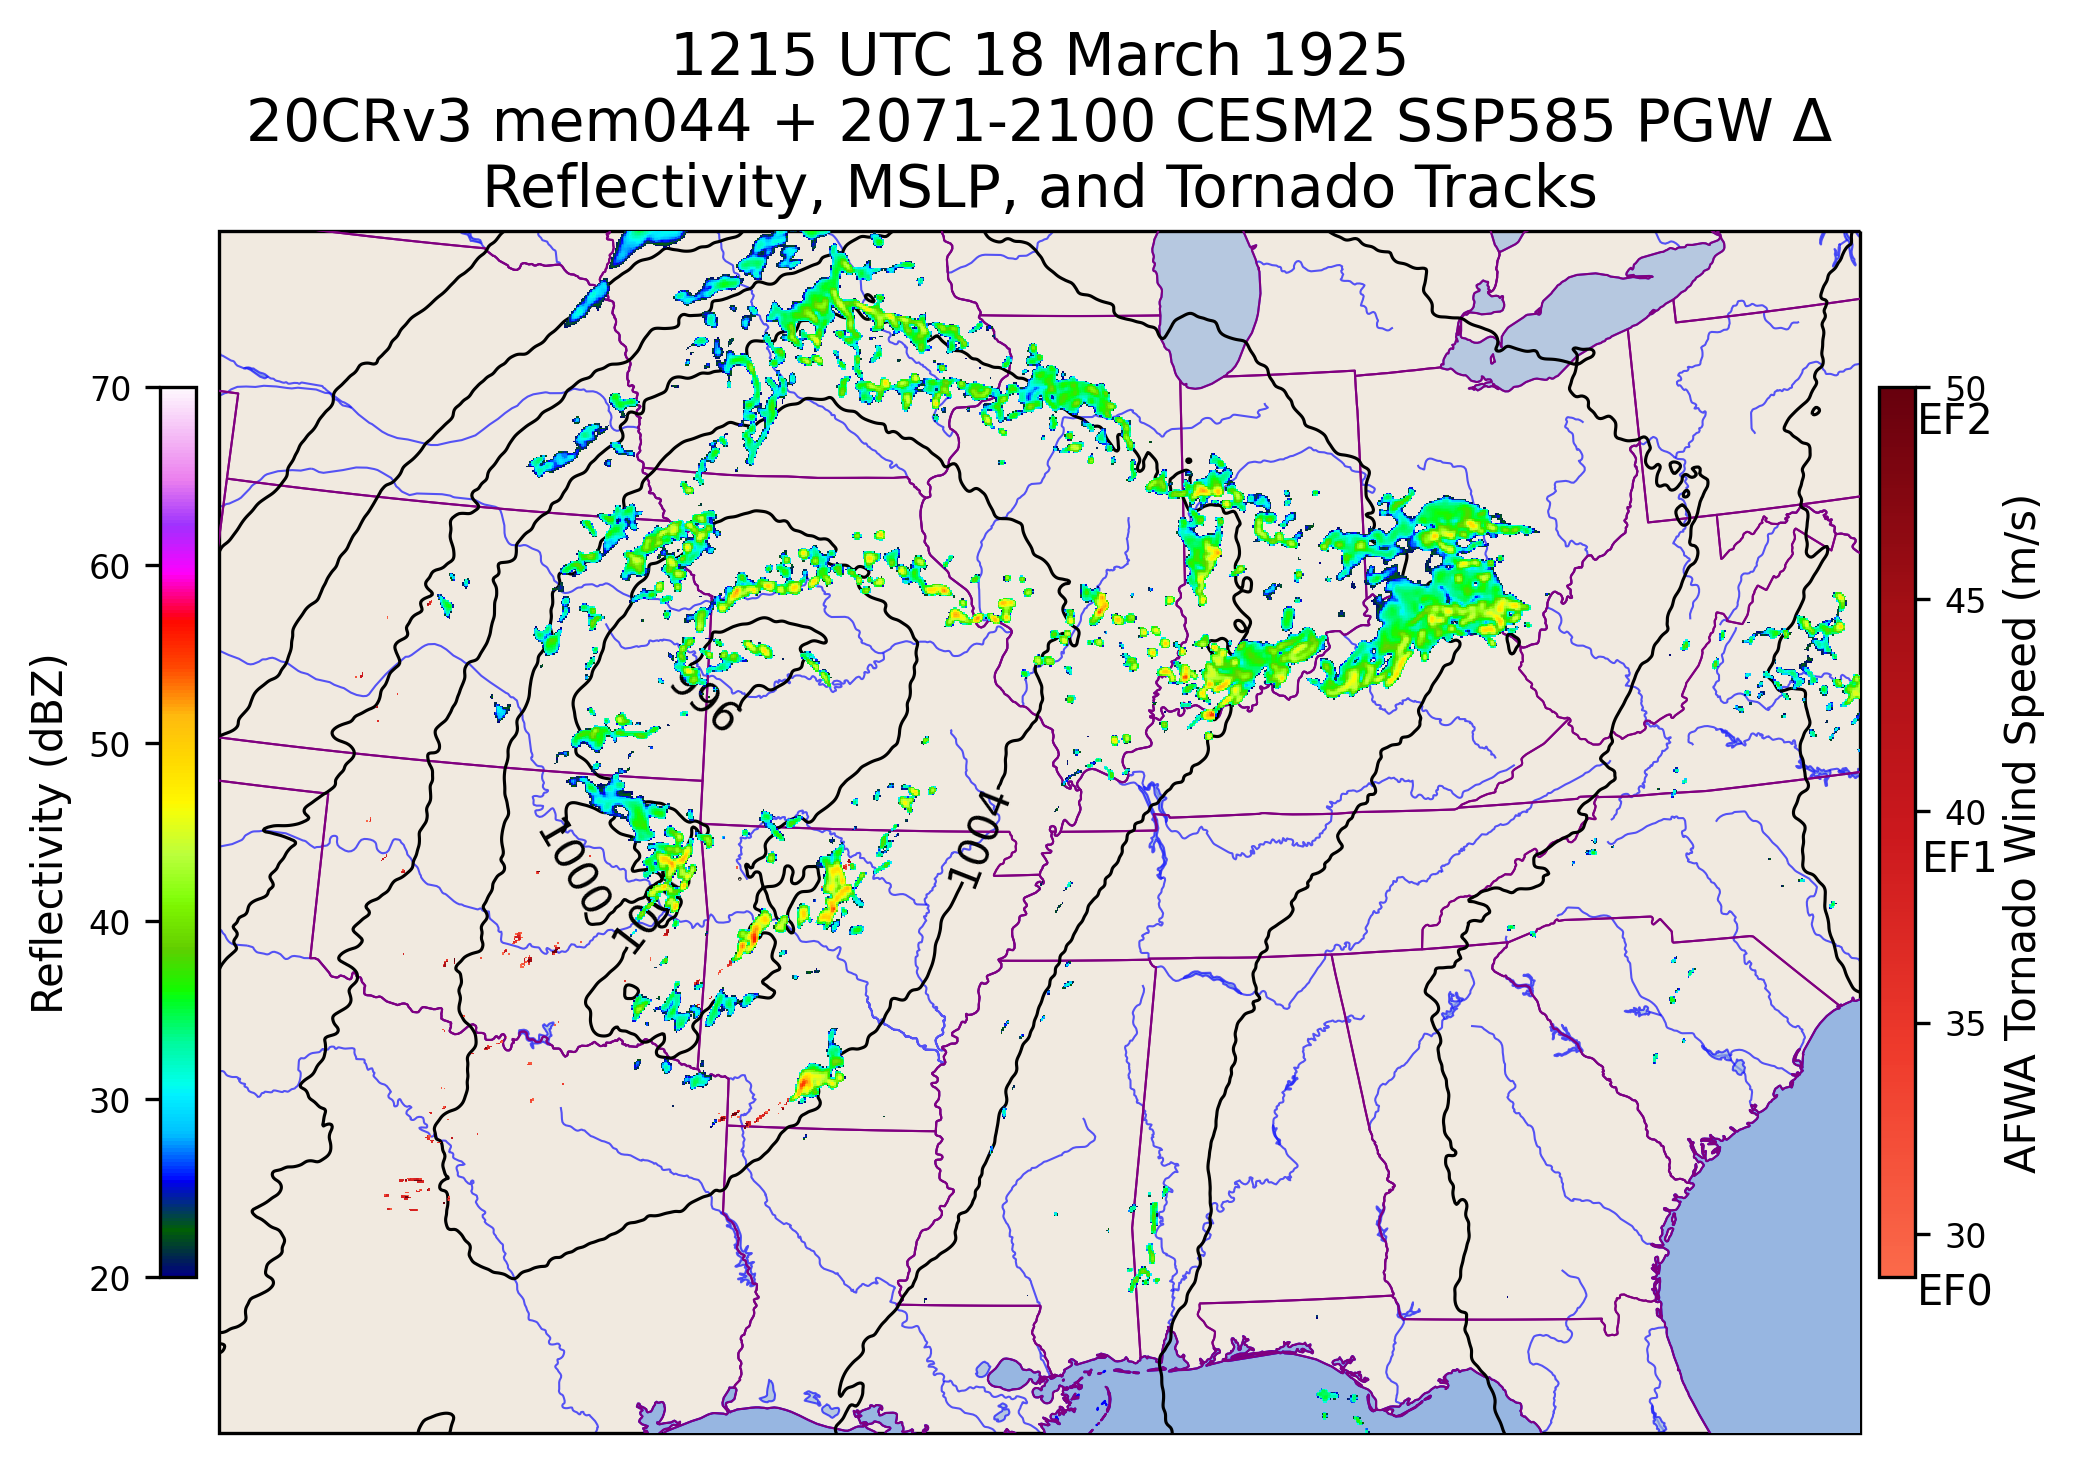 1215 UTC 18 March 1925
20CRv3 mem044 + 2071-2100 CESM2 SSP585 PGW Δ
Reflectivity, MSLP, and Tornado Tracks
Reflectivity (dBZ)
70
60
50
40
30
20
996
1000
1004
50
EF2
45
40
EF1
35
30
EF0
AFWA Tornado Wind Speed (m/s)